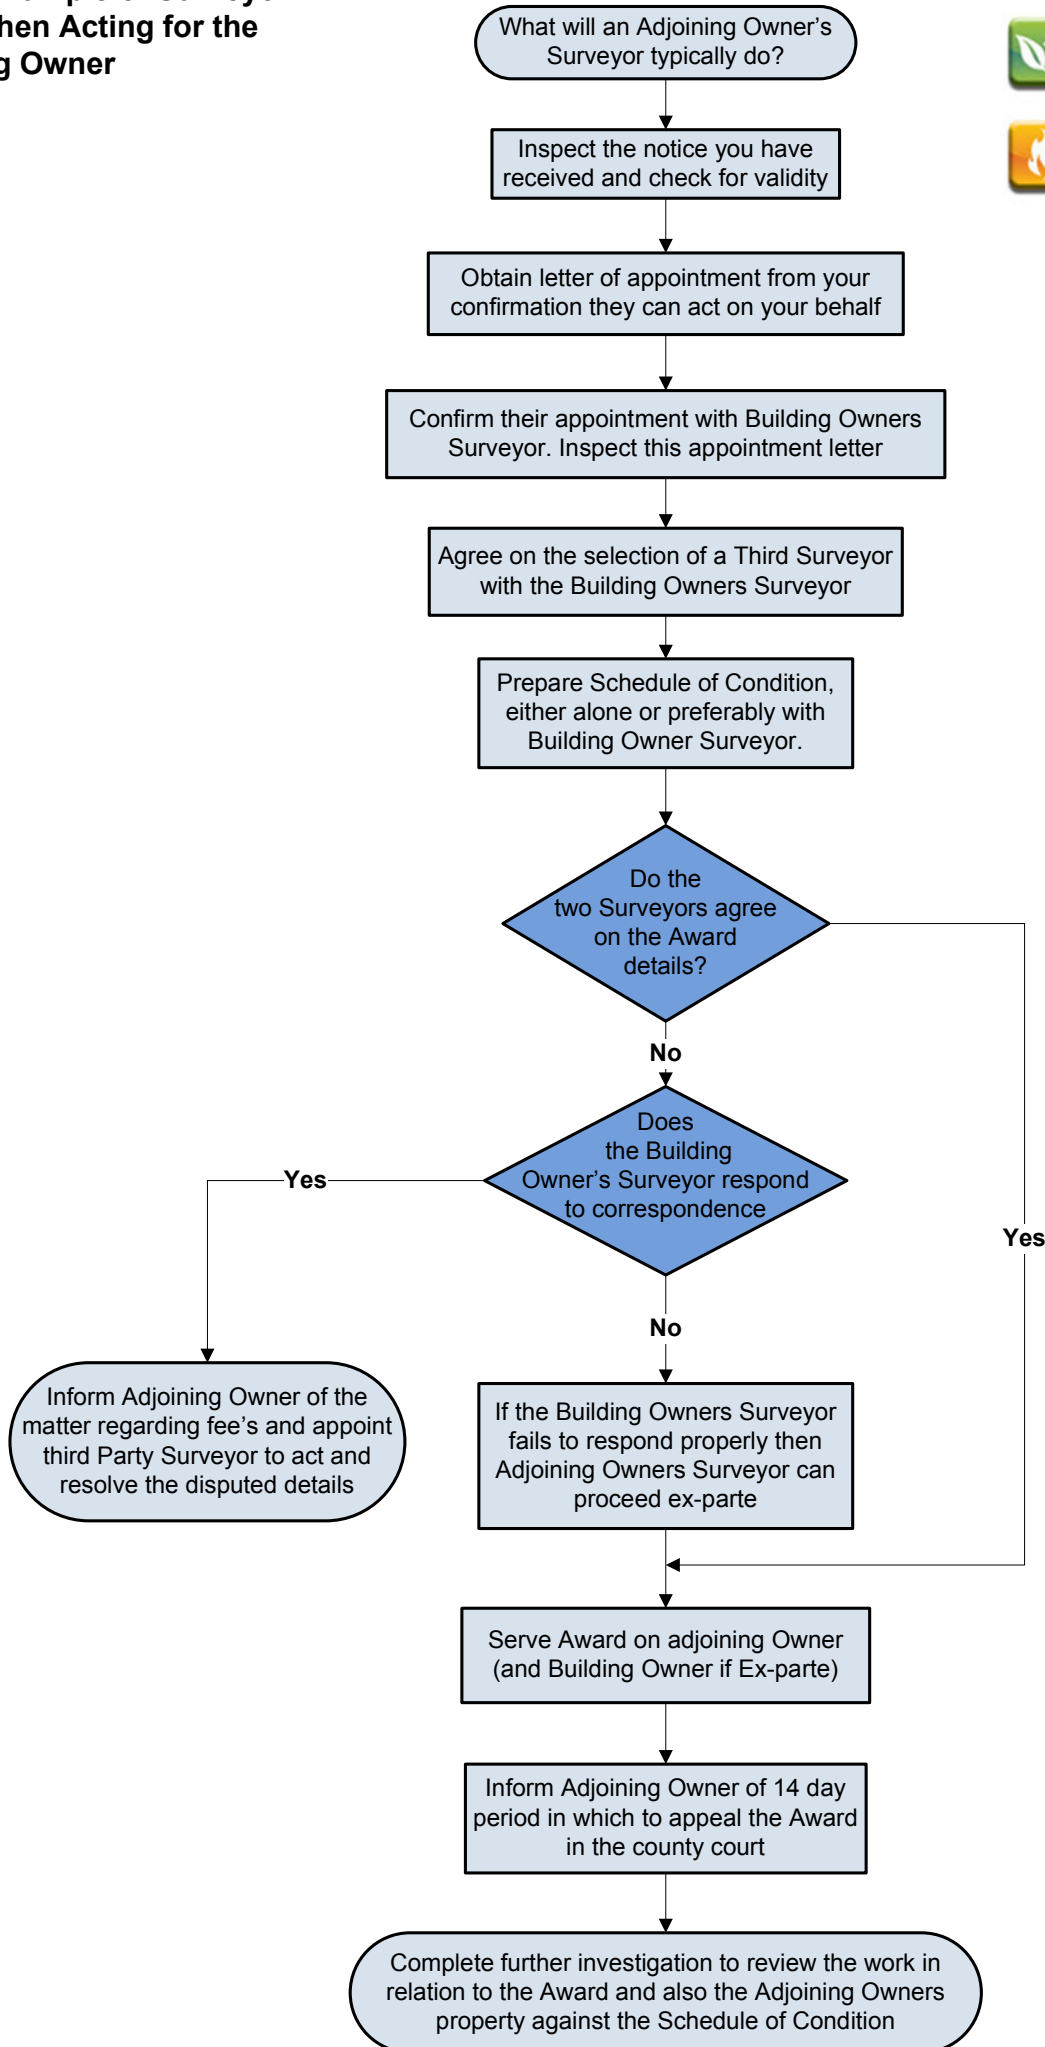 hen Acting for the
g Owner
What will an Adjoining Owner's
Surveyor typically do?
Inspect the notice you have
received and check for validity
Obtain letter of appointment from your
confirmation they can act on your behalf
Confirm their appointment with Building Owners
Surveyor. Inspect this appointment letter
Agree on the selection of a Third Surveyor
with the Building Owners Surveyor
Prepare Schedule of Condition,
either alone or preferably with
Building Owner Surveyor.
Do the
two Surveyors agree
on the Award
details?
No
Does
the Building
Owner's Surveyor respond
to correspondence
Yes
Yes
No
Inform Adjoining Owner of the
matter regarding fee's and appoint
third Party Surveyor to act and
resolve the disputed details
If the Building Owners Surveyor
fails to respond properly then
Adjoining Owners Surveyor can
proceed ex-parte
Serve Award on adjoining Owner
(and Building Owner if Ex-parte)
Inform Adjoining Owner of 14 day
period in which to appeal the Award
in the county court
Complete further investigation to review the work in
relation to the Award and also the Adjoining Owners
property against the Schedule of Condition